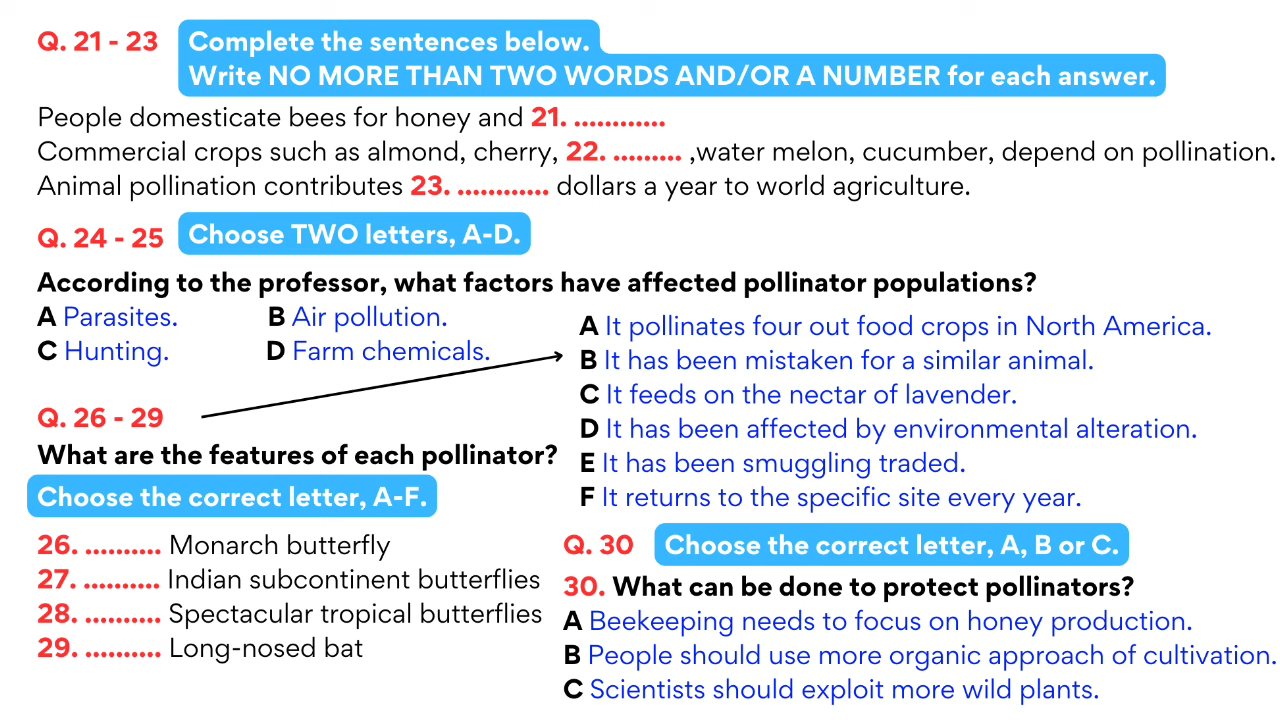 Q. 21 - 23 Complete the sentences below.
Write NO MORE THAN TWO WORDS AND/OR A NUMBER for each answer.
People domesticate bees for honey and 21. ............
Commercial crops such as almond, cherry, 22. ......... ,water melon, cucumber, depend on pollination.
Animal pollination contributes 23. ............ dollars a year to world agriculture.
Q. 24 - 25 Choose TWO letters, A-D.
According to the professor, what factors have affected pollinator populations?
A Parasites. B Air pollution.
C Hunting. D Farm chemicals.
Q. 26 - 29
What are the features of each pollinator?
Choose the correct letter, A-F.
A It pollinates four out food crops in North America.
B It has been mistaken for a similar animal.
C It feeds on the nectar of lavender.
D It has been affected by environmental alteration.
E It has been smuggling traded.
F It returns to the specific site every year.
26. .......... Monarch butterfly
27. .......... Indian subcontinent butterflies
28. .......... Spectacular tropical butterflies
29. .......... Long-nosed bat
Q. 30 Choose the correct letter, A, B or C.
30. What can be done to protect pollinators?
A Beekeeping needs to focus on honey production.
B People should use more organic approach of cultivation.
C Scientists should exploit more wild plants.